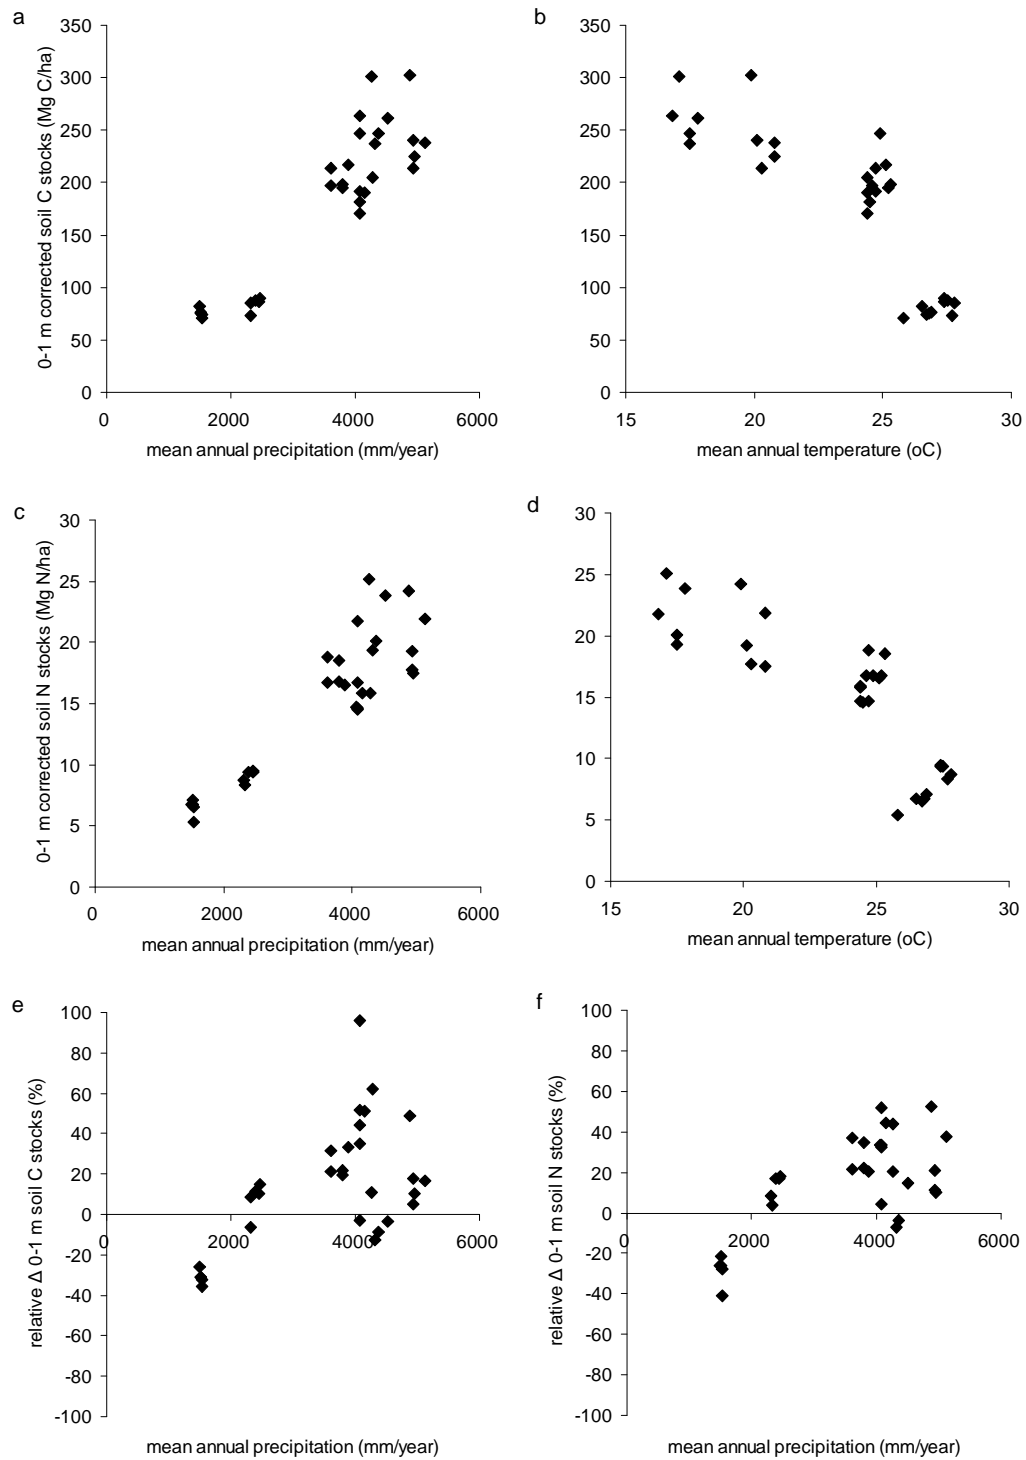 a
350
300
250
200
150
100
50
0
0 2000 4000 6000
0-1 m corrected soil C stocks (Mg C/ha)
mean annual precipitation (mm/year)
b
350
300
250
200
150
100
50
0
15 20 25 30
mean annual temperature (oC)
c
30
25
20
15
10
5
0
0 2000 4000 6000
0-1 m corrected soil N stocks (Mg N/ha)
mean annual precipitation (mm/year)
d
30
25
20
15
10
5
0
15 20 25 30
mean annual temperature (oC)
e
100
80
60
40
20
0
-20
-40
-60
-80
-100
0 2000 4000 6000
relative Δ 0-1 m soil C stocks (%)
mean annual precipitation (mm/year)
f
100
80
60
40
20
0
-20
-40
-60
-80
-100
0 2000 4000 6000
relative Δ 0-1 m soil N stocks (%)
mean annual precipitation (mm/year)